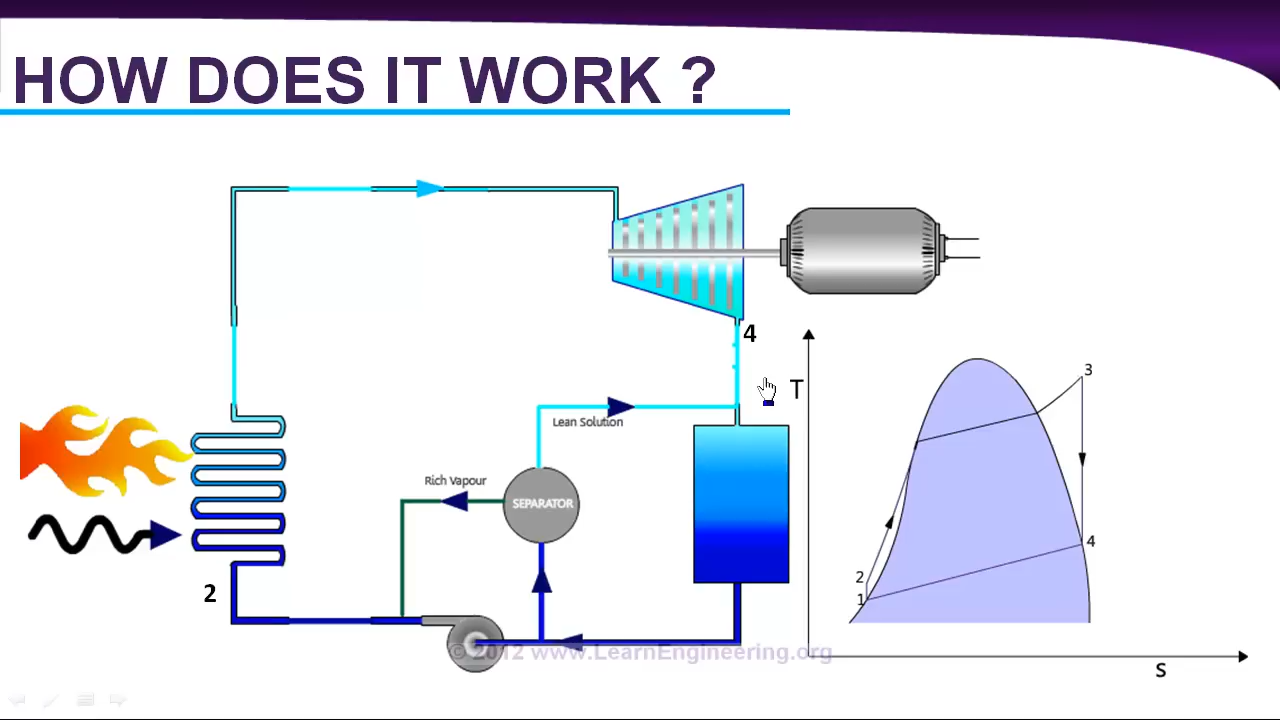 HOW DOES IT WORK ?
4
T
3
Lean Solution
Rich Vapour
SEPARATOR
4
2
1
2
© 2012 www.LearnEngineering.org
S